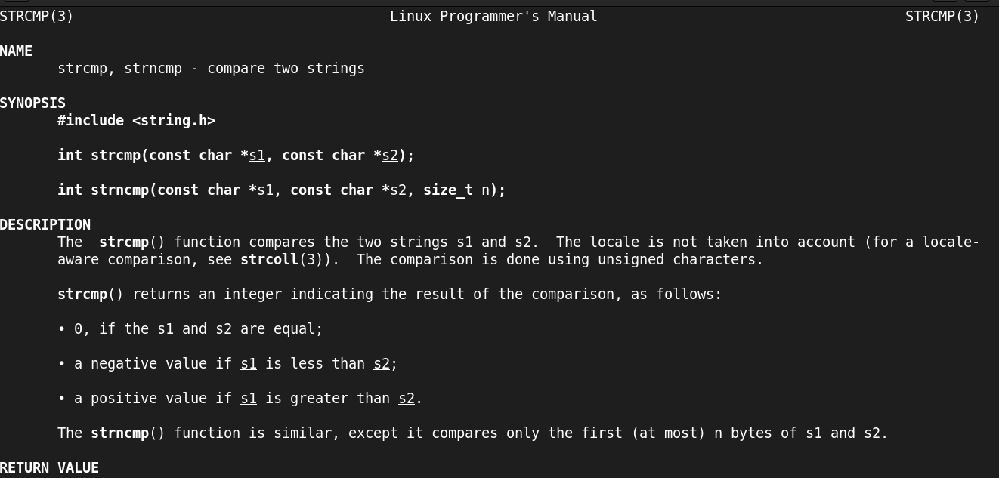 STRCMP(3) Linux Programmer's Manual STRCMP(3)
NAME
strcmp, strncmp - compare two strings
SYNOPSIS
#include <string.h>
int strcmp(const char *s1, const char *s2);
int strncmp(const char *s1, const char *s2, size_t n);
DESCRIPTION
The  strcmp() function compares the two strings s1 and s2.  The locale is not taken into account (for a locale-
aware comparison, see strcoll(3)).  The comparison is done using unsigned characters.
strcmp() returns an integer indicating the result of the comparison, as follows:
• 0, if the s1 and s2 are equal;
• a negative value if s1 is less than s2;
• a positive value if s1 is greater than s2.
The strncmp() function is similar, except it compares only the first (at most) n bytes of s1 and s2.
RETURN VALUE